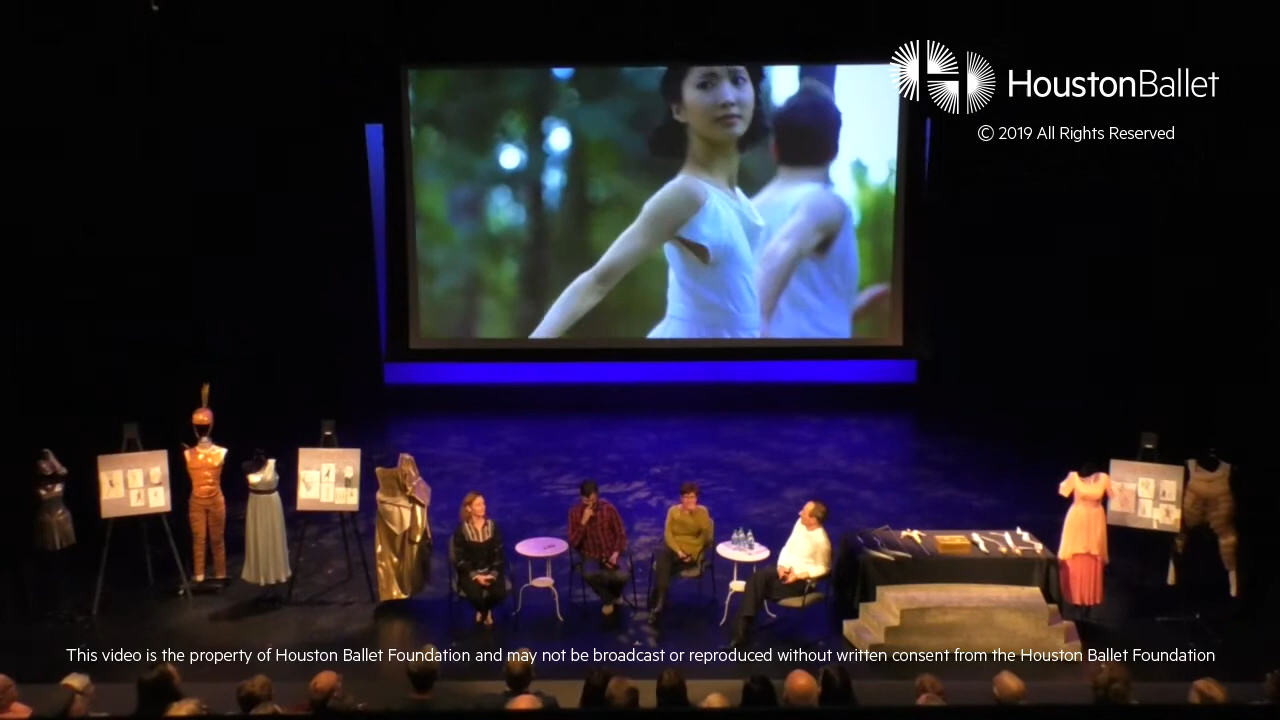 HoustonBallet
© 2019 All Rights Reserved
This video is the property of Houston Ballet Foundation and may not be broadcast or reproduced without written consent from the Houston Ballet Foundation